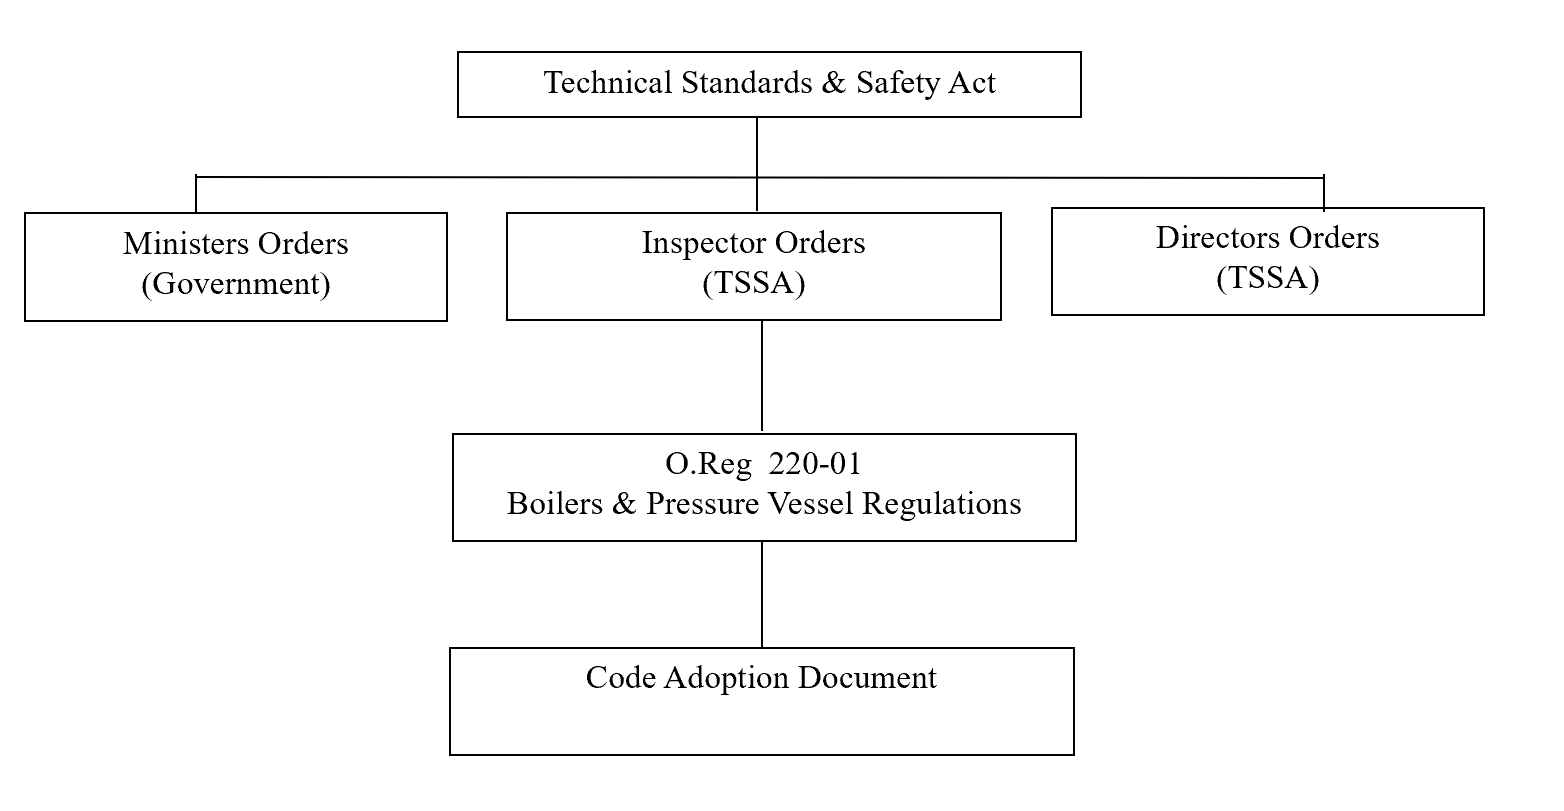 Technical Standards & Safety Act
Ministers Orders
(Government)
Inspector Orders
(TSSA)
Directors Orders
(TSSA)
O.Reg  220-01
Boilers & Pressure Vessel Regulations
Code Adoption Document